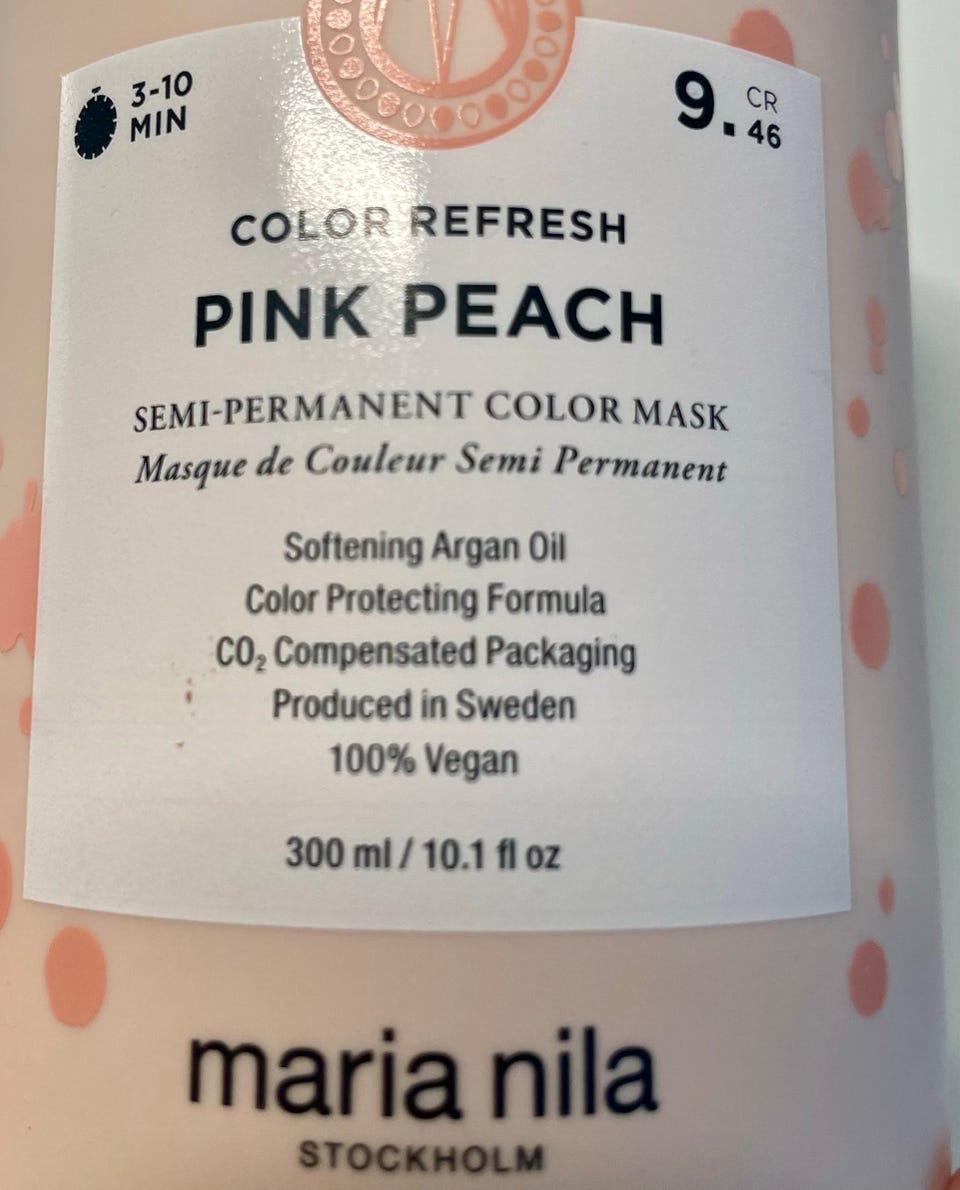 3-10
MIN
9. CR
46
COLOR REFRESH
PINK PEACH
SEMI-PERMANENT COLOR MASK
Masque de Couleur Semi Permanent
Softening Argan Oil
Color Protecting Formula
CO₂ Compensated Packaging
Produced in Sweden
100% Vegan
300 ml / 10.1 fl oz
maria nila
STOCKHOLM